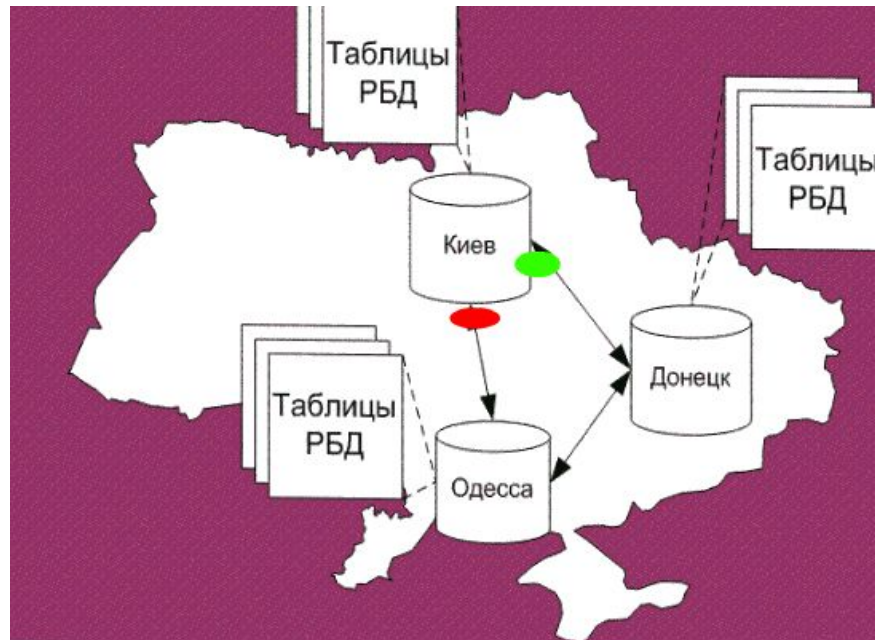 Таблицы
РБД
Таблицы
РБД
Киев
Донецк
Таблицы
РБД
Одесса